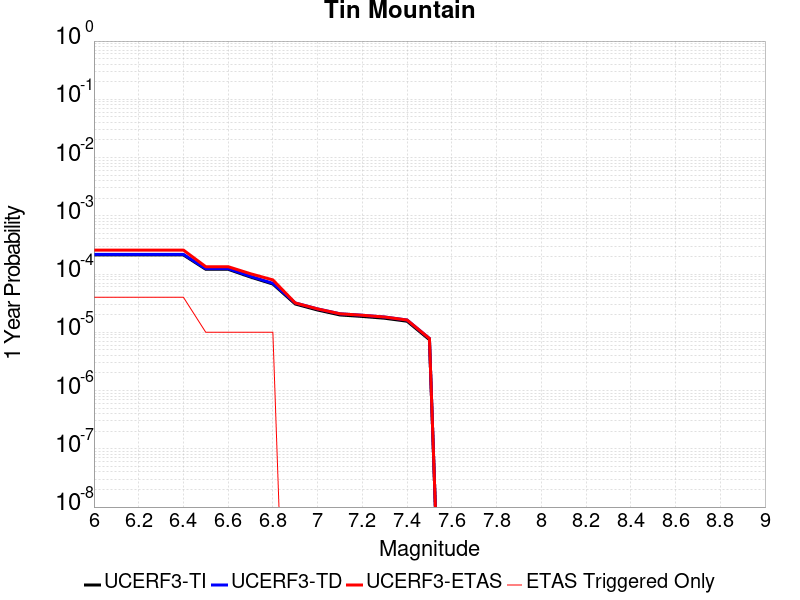 Tin Mountain
10 0
10 -1
10 -2
10 -3
10 -4
10 -5
10 -6
10 -7
10 -8
1 Year Probability
6 6.2 6.4 6.6 6.8 7 7.2 7.4 7.6 7.8 8 8.2 8.4 8.6 8.8 9
Magnitude
UCERF3-TI UCERF3-TD UCERF3-ETAS ETAS Triggered Only